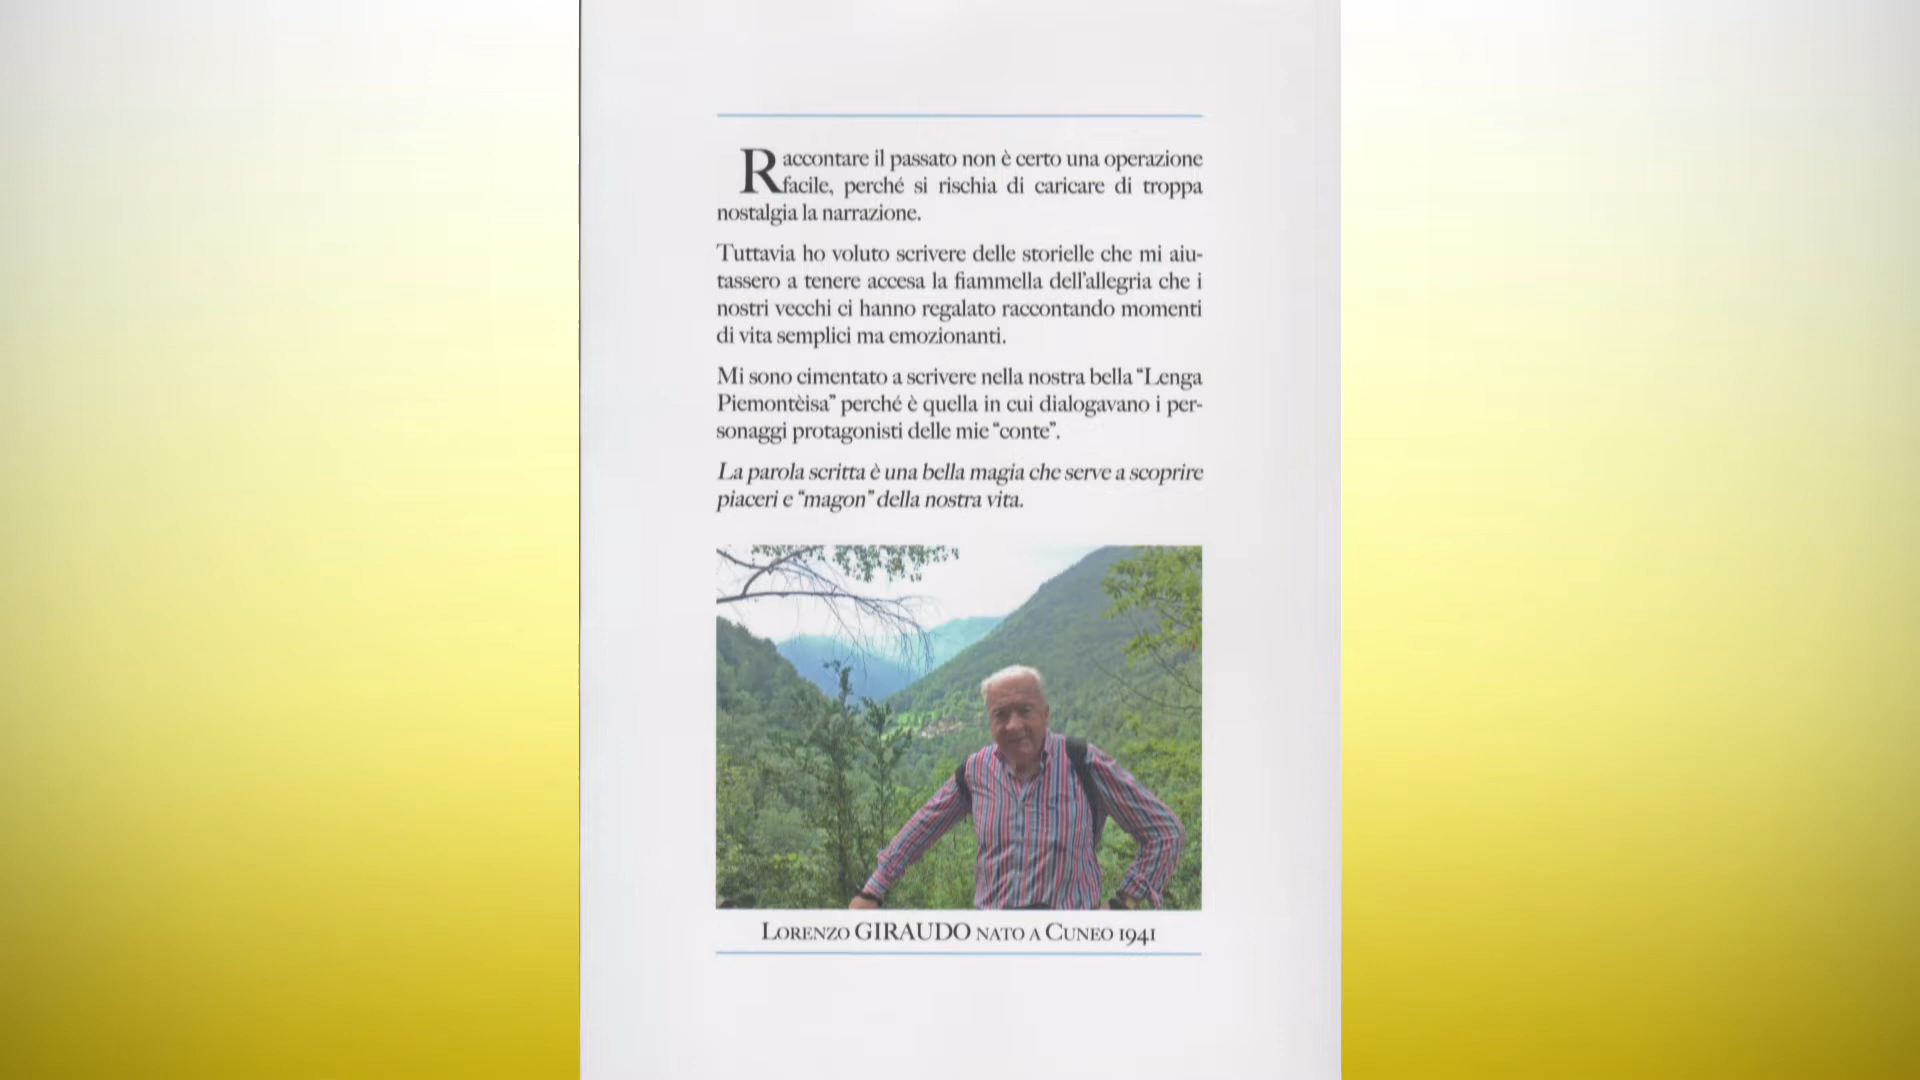 Raccontare il passato non è certo una operazione
facile, perché si rischia di caricare di troppa
nostalgia la narrazione.
Tuttavia ho voluto scrivere delle storielle che mi aiu-
tassero a tenere accesa la fiammella dell'allegria che i
nostri vecchi ci hanno regalato raccontando momenti
di vita semplici ma emozionanti.
Mi sono cimentato a scrivere nella nostra bella “Lenga
Piemontèisa” perché è quella in cui dialogavano i per-
sonaggi protagonisti delle mie “conte”.
La parola scritta è una bella magia che serve a scoprire
piaceri e “magon” della nostra vita.
Lorenzo GIRAUDO nato a Cuneo 1941